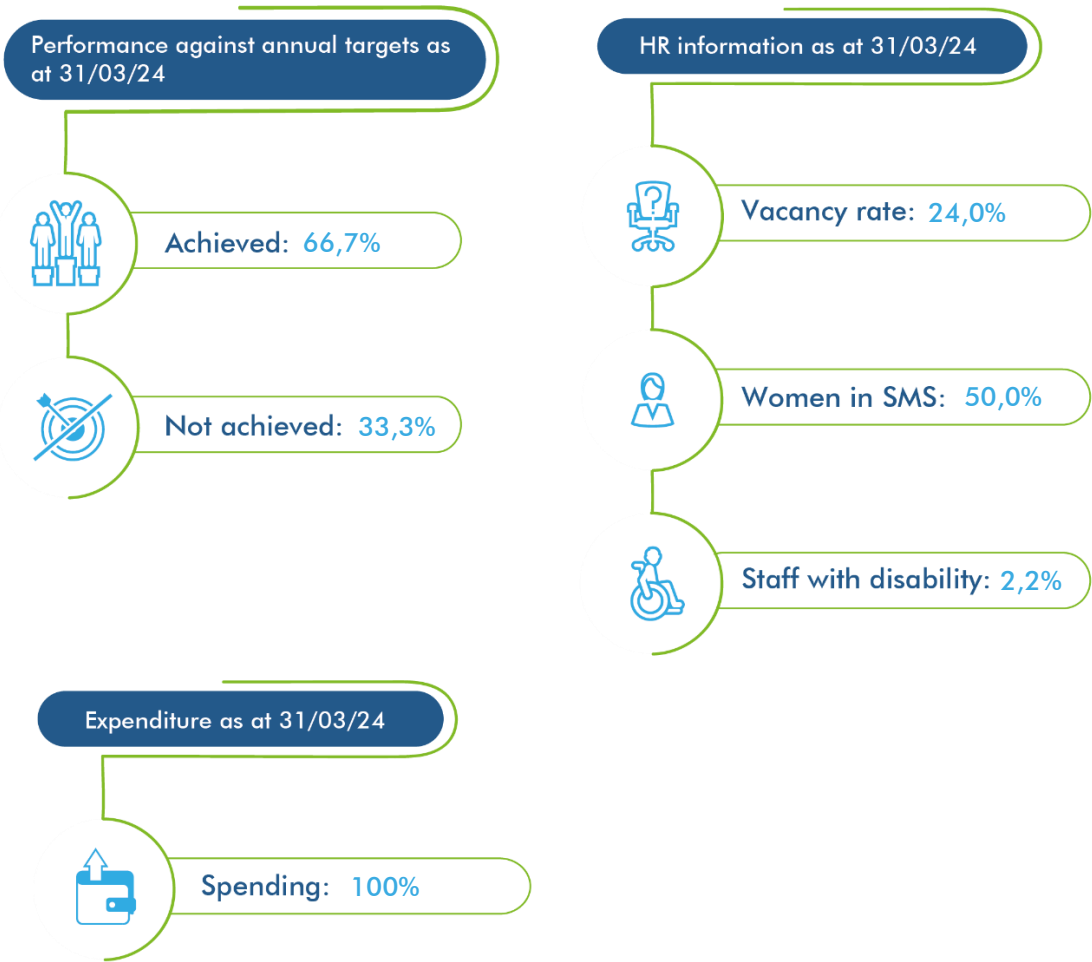 Performance against annual targets as
at 31/03/24
Achieved: 66,7%
Not achieved: 33,3%
HR information as at 31/03/24
?
Vacancy rate: 24,0%
Women in SMS: 50,0%
Staff with disability: 2,2%
Expenditure as at 31/03/24
Spending: 100%